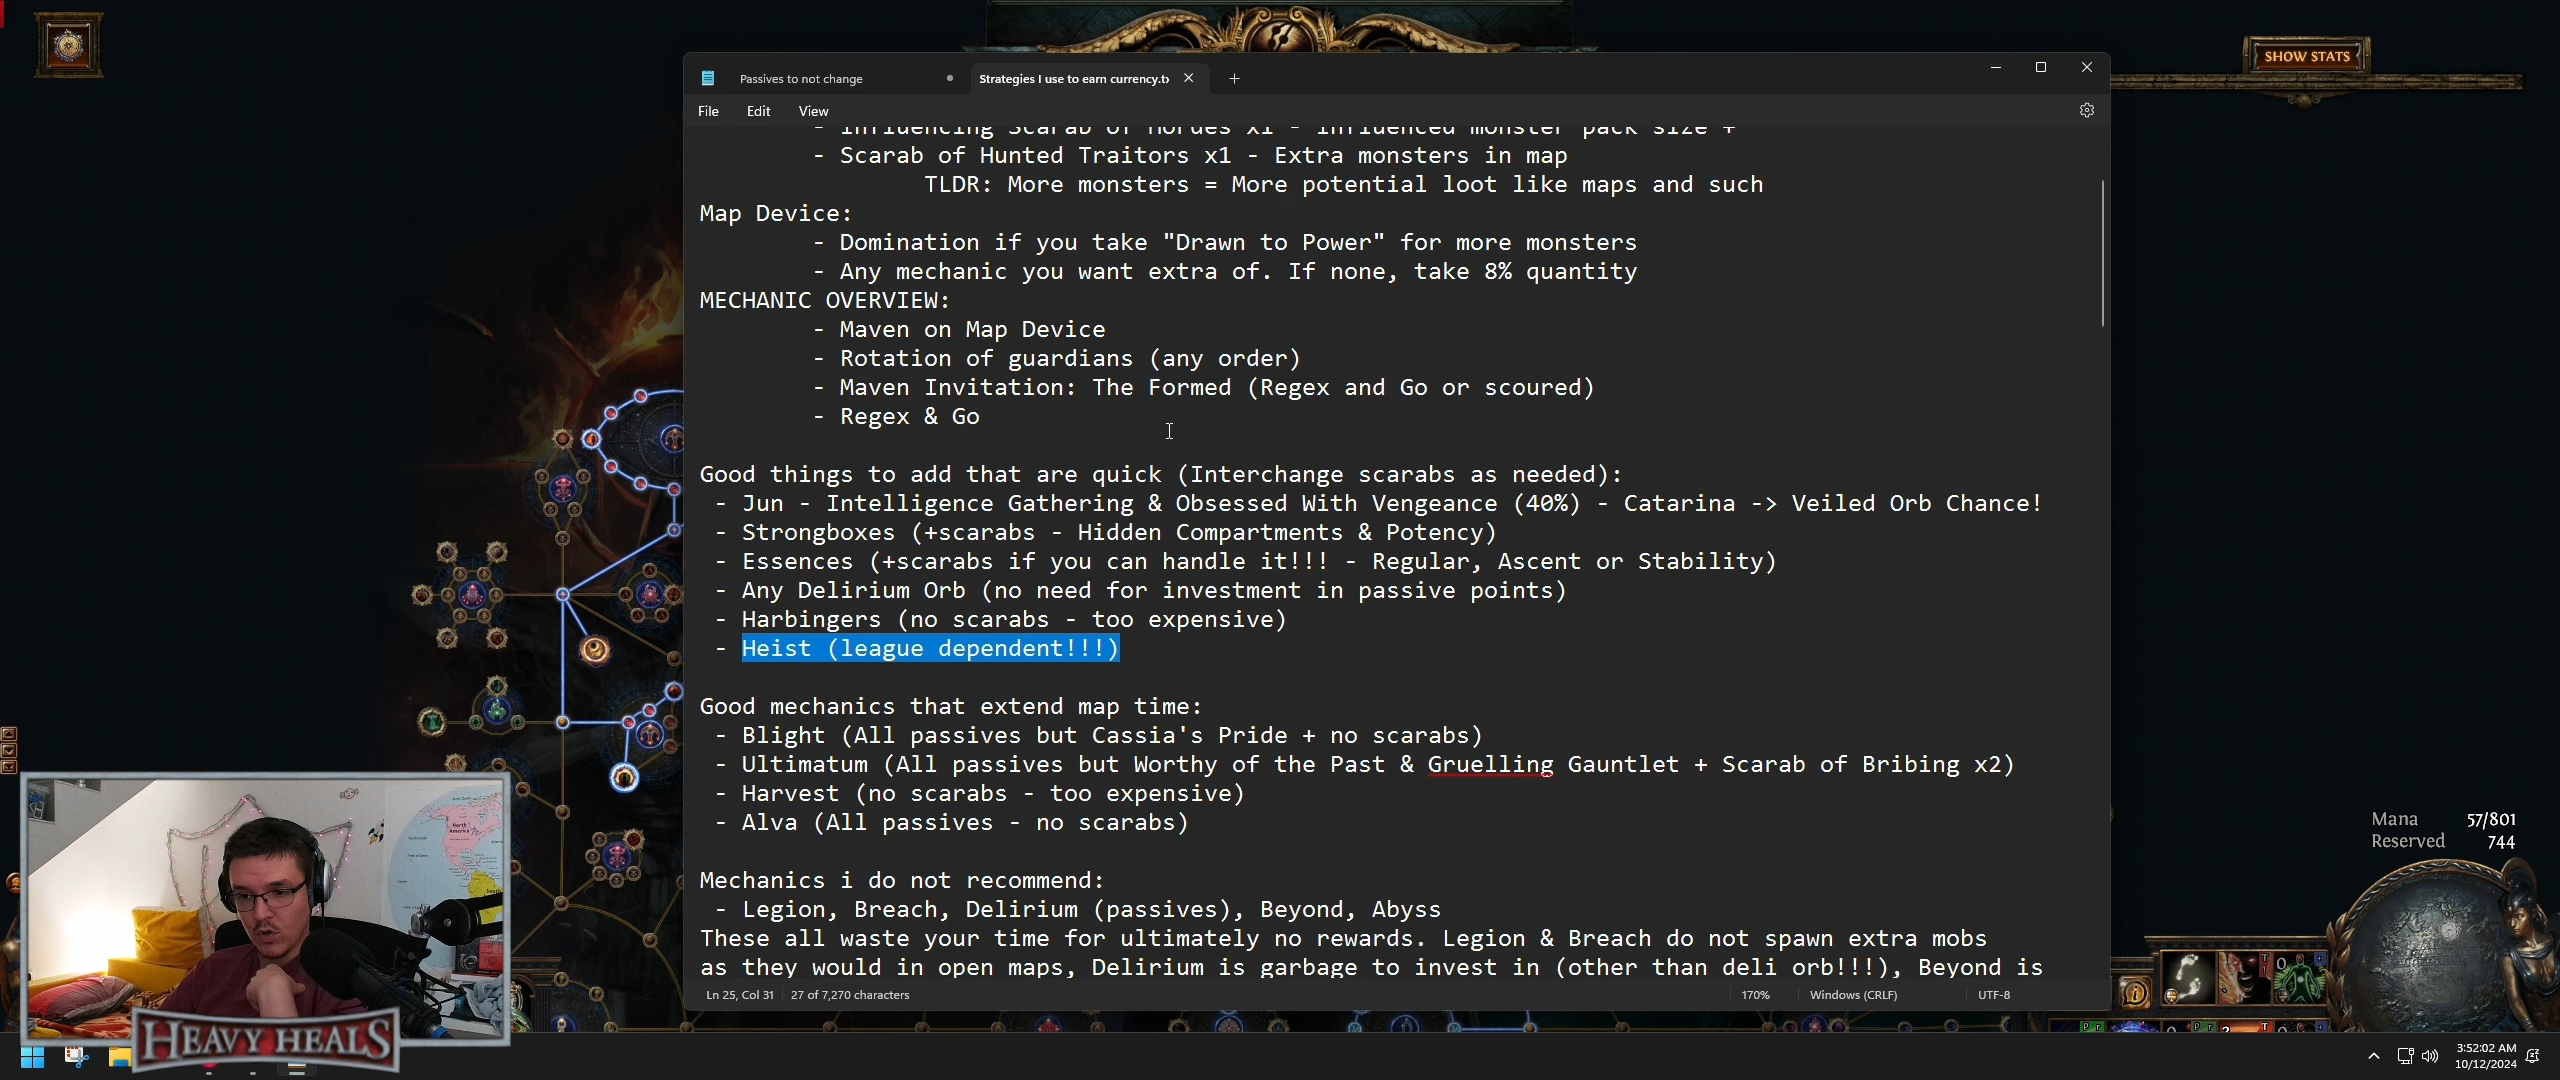 SHOW STATS
Passives to not change
Strategies I use to earn currency.tx
File Edit View
- Influencing Scarab of Hordes x1 - Influenced monster pack size +
- Scarab of Hunted Traitors x1 - Extra monsters in map
TLDR: More monsters = More potential loot like maps and such
Map Device:
- Domination if you take "Drawn to Power" for more monsters
- Any mechanic you want extra of. If none, take 8% quantity
MECHANIC OVERVIEW:
- Maven on Map Device
- Rotation of guardians (any order)
- Maven Invitation: The Formed (Regex and Go or scoured)
- Regex & Go
Good things to add that are quick (Interchange scarabs as needed):
- Jun - Intelligence Gathering & Obsessed With Vengeance (40%) - Catarina -> Veiled Orb Chance!
- Strongboxes (+scarabs - Hidden Compartments & Potency)
- Essences (+scarabs if you can handle it!!! - Regular, Ascent or Stability)
- Any Delirium Orb (no need for investment in passive points)
- Harbingers (no scarabs - too expensive)
- Heist (league dependent!!!)
Good mechanics that extend map time:
- Blight (All passives but Cassia's Pride + no scarabs)
- Ultimatum (All passives but Worthy of the Past & Gruelling Gauntlet + Scarab of Bribing x2)
- Harvest (no scarabs - too expensive)
- Alva (All passives - no scarabs)
Mechanics i do not recommend:
- Legion, Breach, Delirium (passives), Beyond, Abyss
These all waste your time for ultimately no rewards. Legion & Breach do not spawn extra mobs
as they would in open maps, Delirium is garbage to invest in (other than deli orb!!!), Beyond is
Ln 25, Col 31 27 of 7,270 characters 170% Windows (CRLF) UTF-8
Mana 57/801
Reserved 744
North America
HEAVY HEALS
3:52:02 AM
10/12/2024